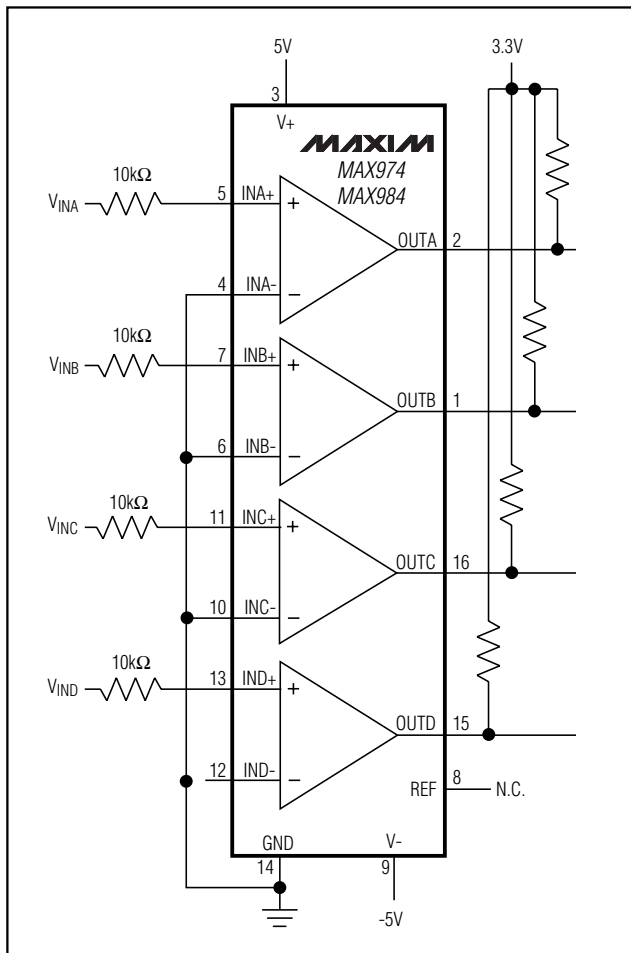 5V
3.3V
3
V+
MAXIM
MAX974
MAX984
10kΩ
VINA
5
INA+
+
OUTA
2
4
INA-
−
10kΩ
VINB
7
INB+
+
OUTB
1
6
INB-
−
10kΩ
VINC
11
INC+
+
OUTC
16
10
INC-
−
10kΩ
VIND
13
IND+
+
OUTD
15
12
IND-
−
REF
8
N.C.
GND
V-
14
9
-5V